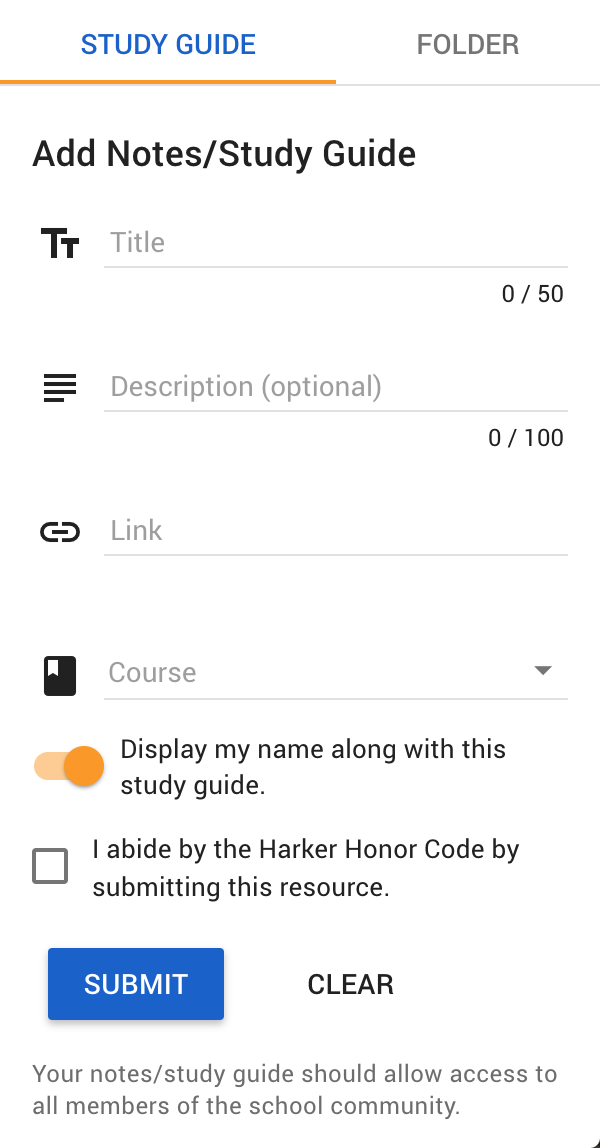 STUDY GUIDE
FOLDER
Add Notes/Study Guide
Title
0 / 50
Description (optional)
0 / 100
Link
Course
Display my name along with this
study guide.
I abide by the Harker Honor Code by
submitting this resource.
SUBMIT
CLEAR
Your notes/study guide should allow access to
all members of the school community.